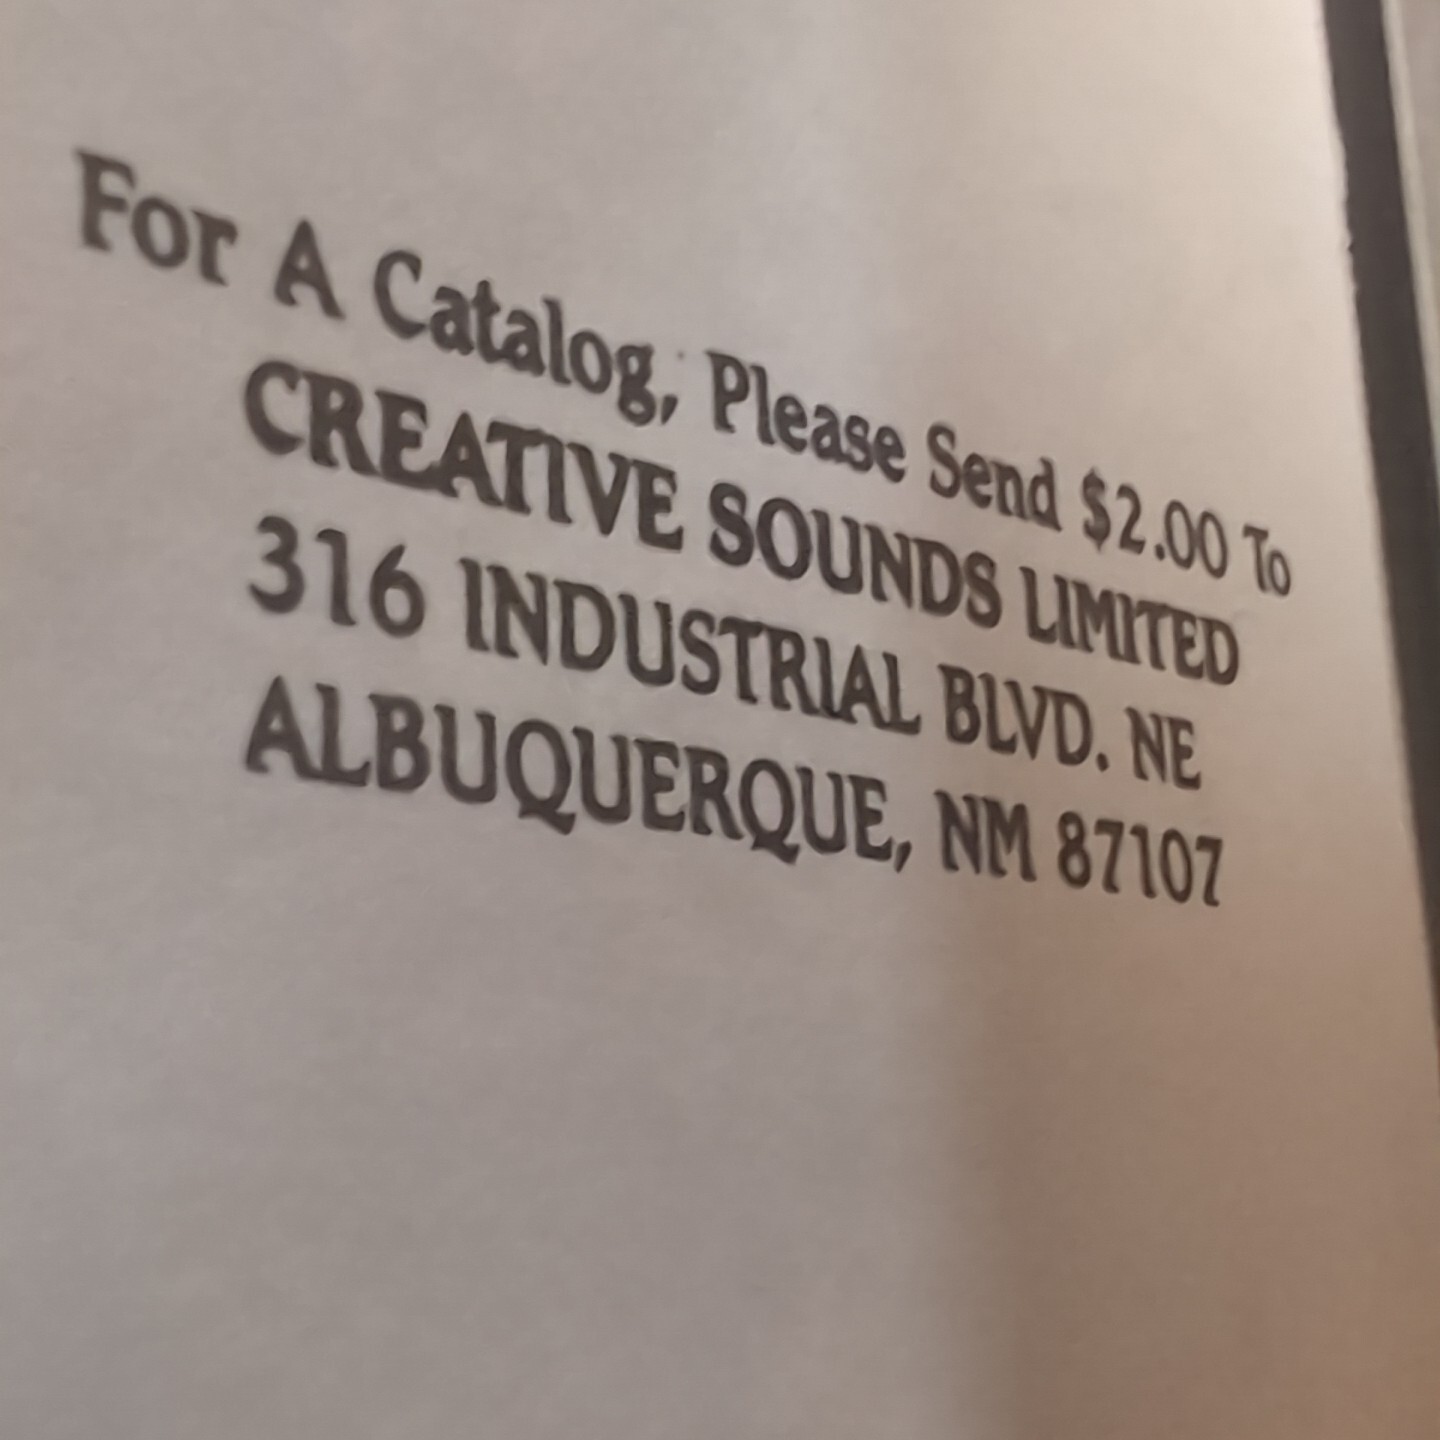 For A Catalog, Please Send $2.00 To
CREATIVE SOUNDS LIMITED
316 INDUSTRIAL BLVD. NE
ALBUQUERQUE, NM 87107